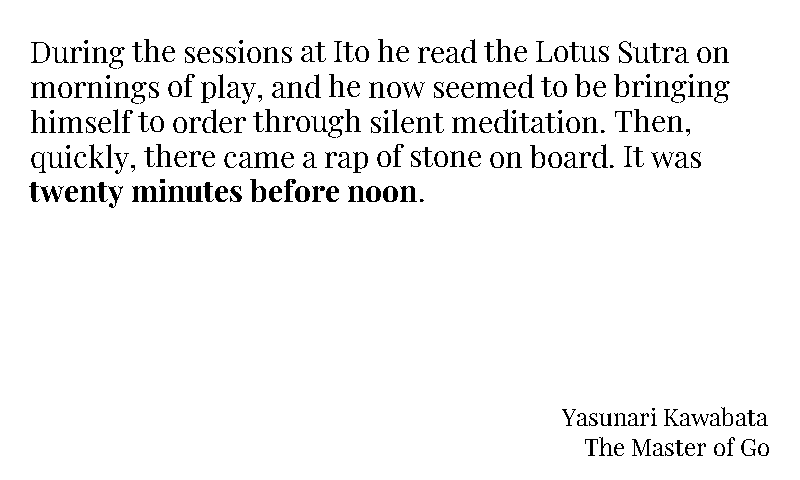 During the sessions at Ito he read the Lotus Sutra on
mornings of play, and he now seemed to be bringing
himself to order through silent meditation. Then,
quickly, there came a rap of stone on board. It was
twenty minutes before noon.
Yasunari Kawabata
The Master of Go